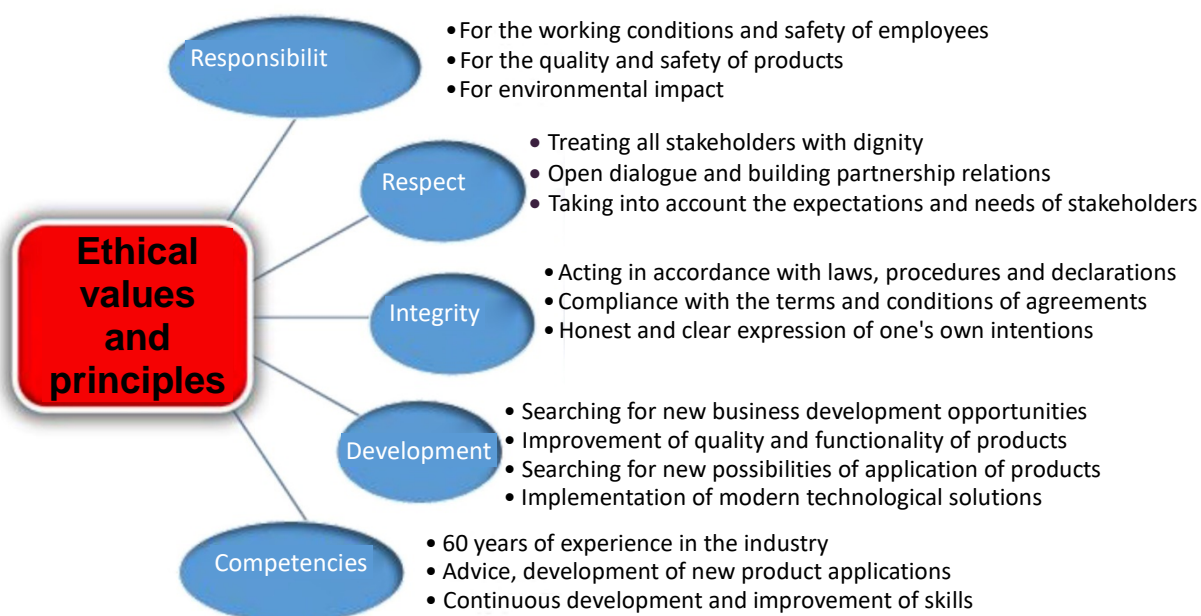 Responsibilit
• For the working conditions and safety of employees
• For the quality and safety of products
• For environmental impact
Respect
• Treating all stakeholders with dignity
• Open dialogue and building partnership relations
• Taking into account the expectations and needs of stakeholders
Ethical
values
and
principles
Integrity
• Acting in accordance with laws, procedures and declarations
• Compliance with the terms and conditions of agreements
• Honest and clear expression of one's own intentions
Development
• Searching for new business development opportunities
• Improvement of quality and functionality of products
• Searching for new possibilities of application of products
• Implementation of modern technological solutions
Competencies
• 60 years of experience in the industry
• Advice, development of new product applications
• Continuous development and improvement of skills